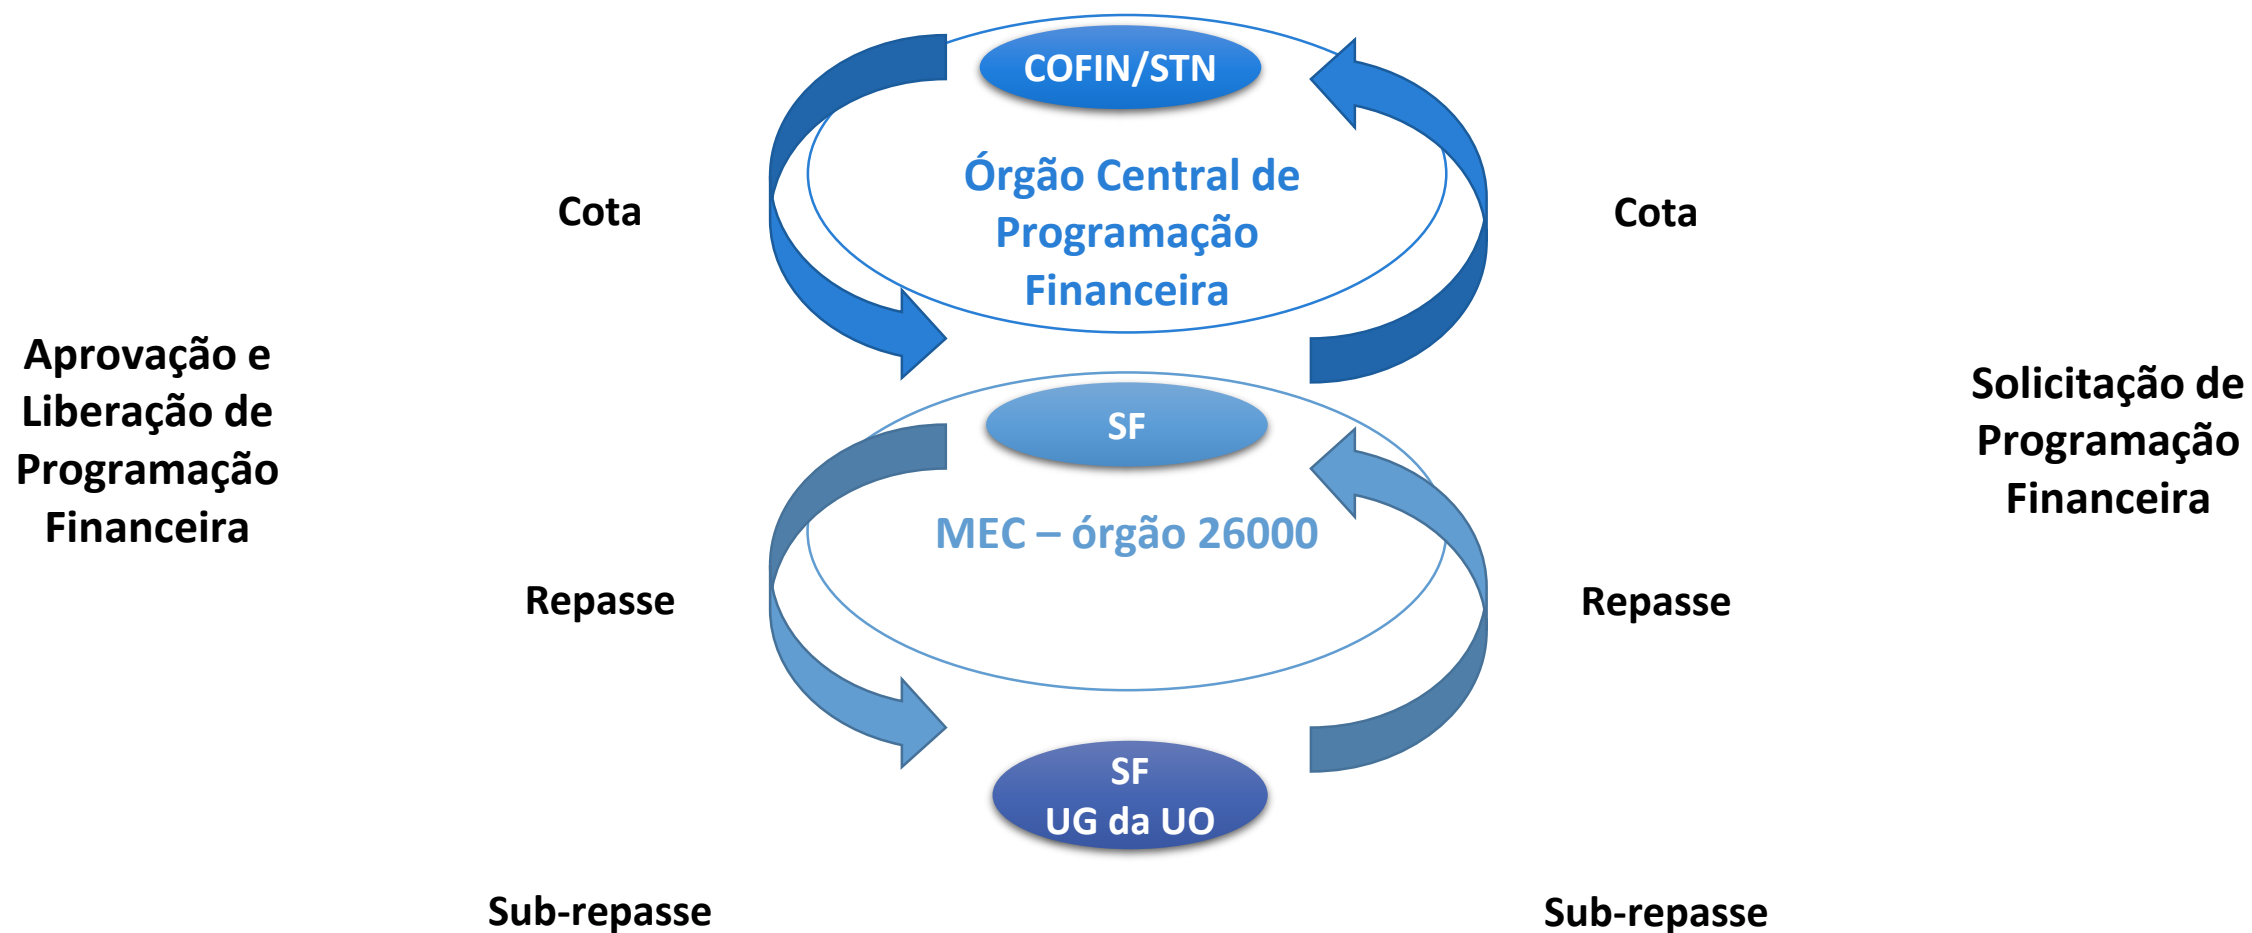 COFIN/STN
Órgão Central de
Programação
Financeira
Cota
Cota
Aprovação e
Liberação de
Programação
Financeira
Solicitação de
Programação
Financeira
SF
MEC – órgão 26000
Repasse
Repasse
SF
UG da UO
Sub-repasse
Sub-repasse